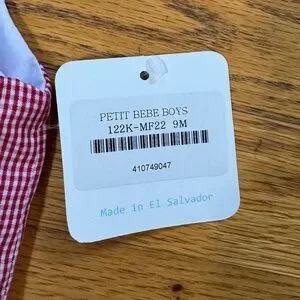 PETIT BEBE BOYS
122K-MF22 9M
410749047
Made in El Salvador